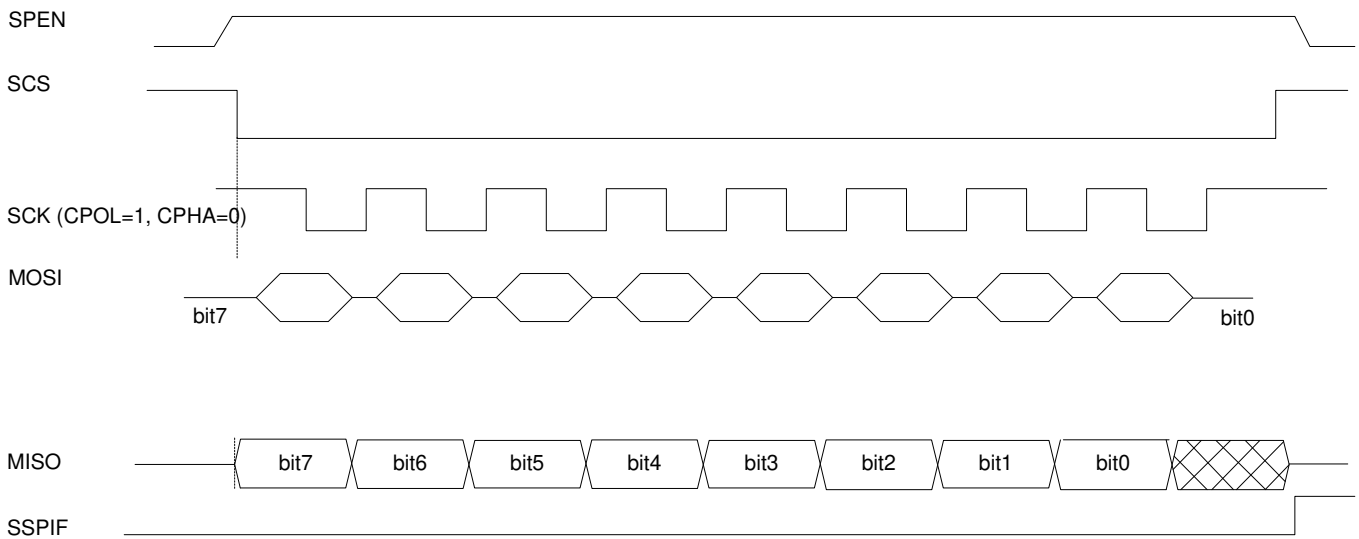 SPEN
SCS
SCK (CPOL=1, CPHA=0)
MOSI
bit7
bit0
MISO
bit7 bit6 bit5 bit4 bit3 bit2 bit1 bit0
SSPIF